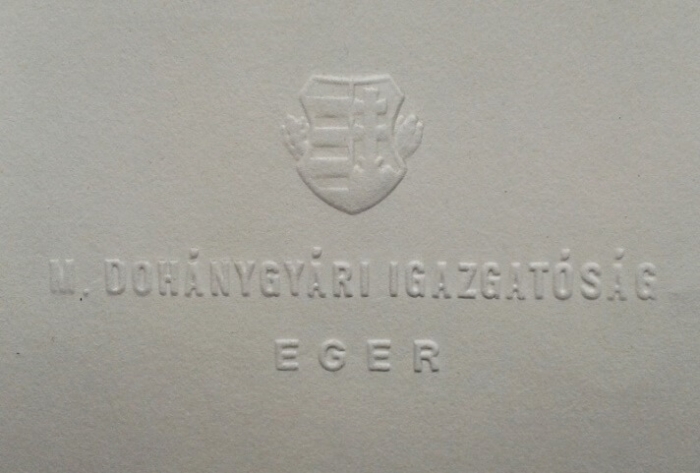 M. DOHÁNYGYÁRI IGAZGATÓSÁG
EGER